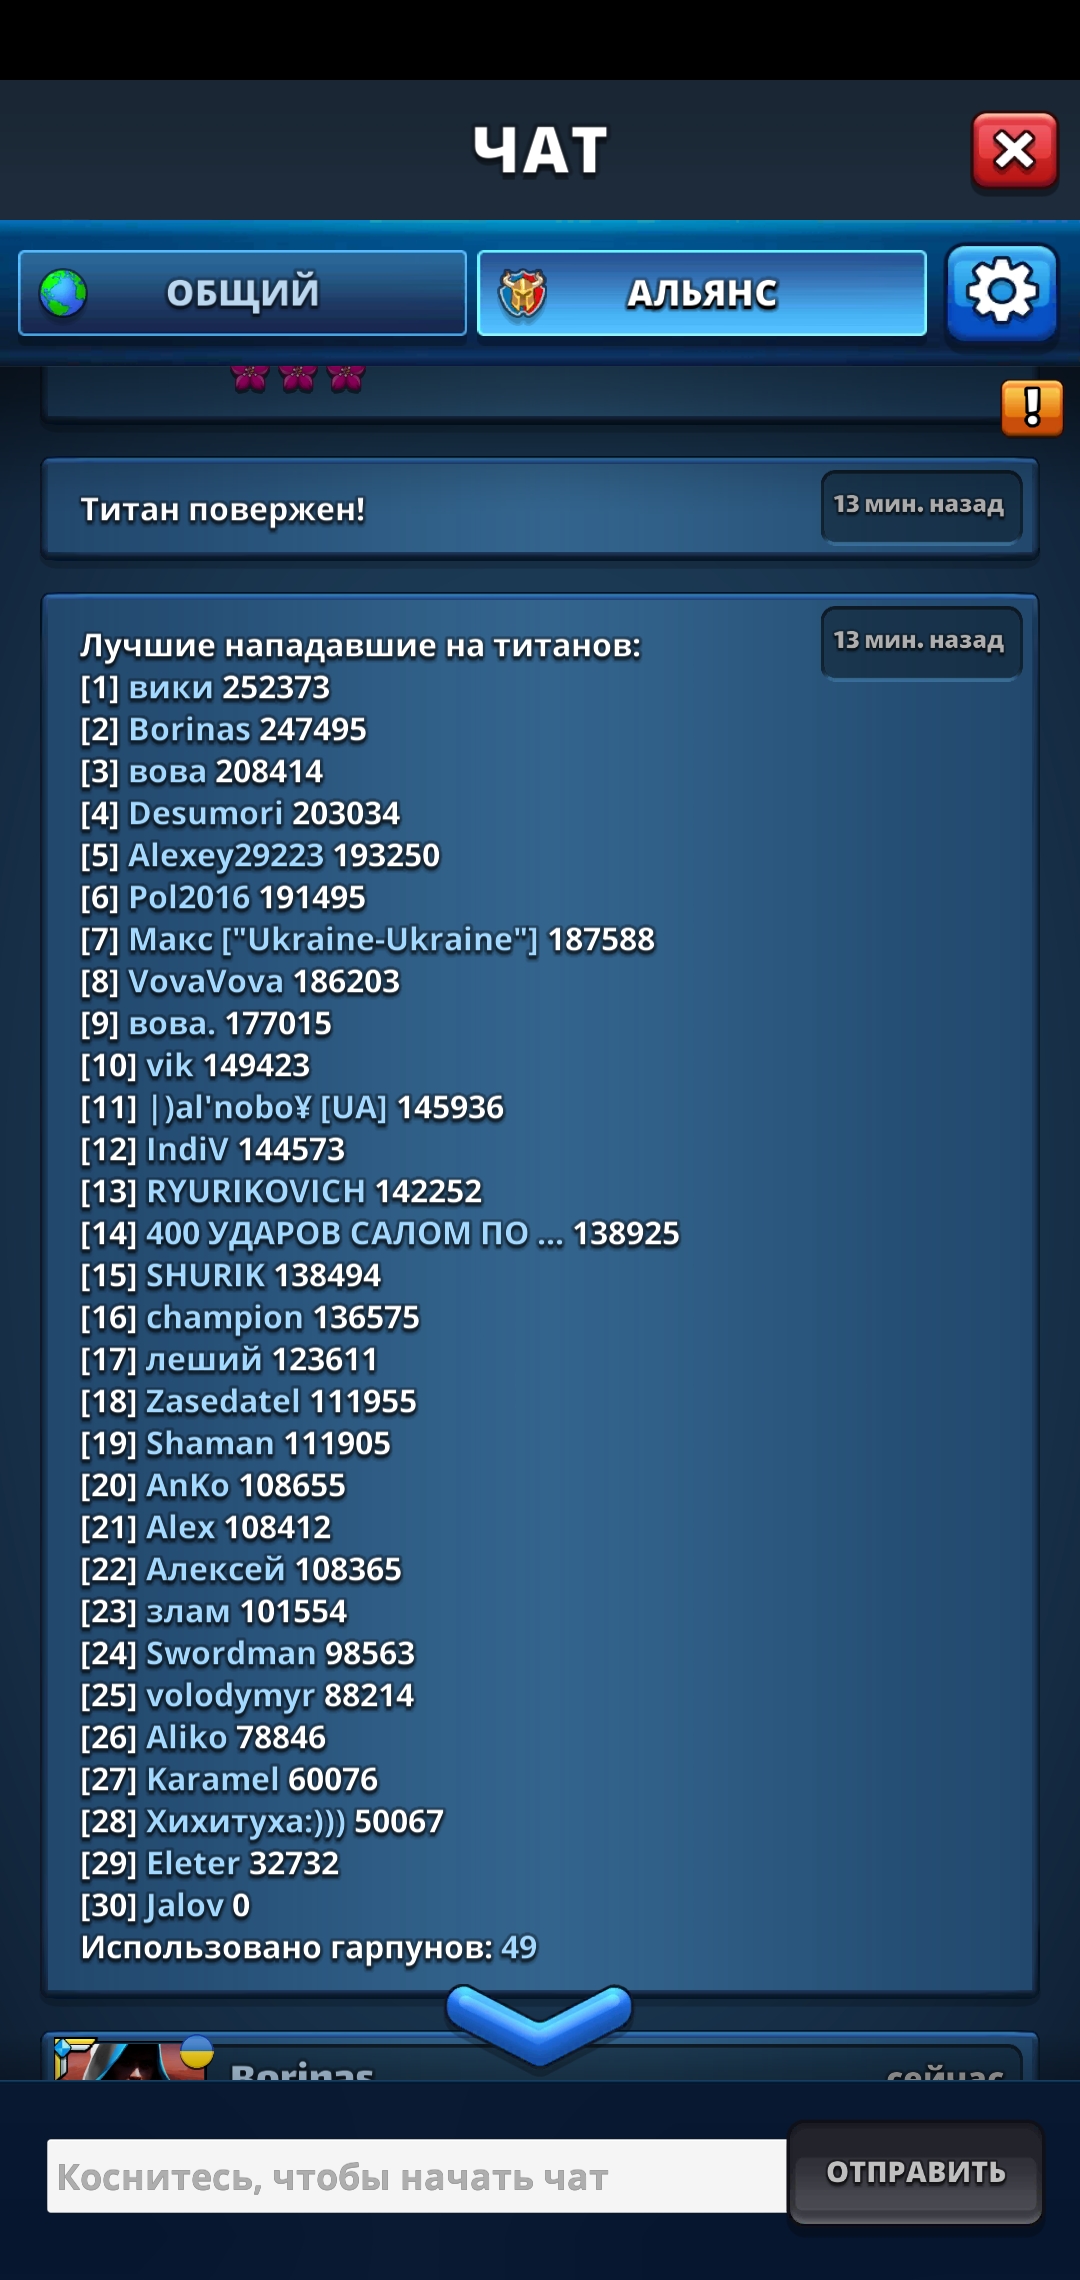 ЧАТ
ОБЩИЙ
АЛЬЯНС
Титан повержен!
13 мин. назад
Лучшие нападавшие на титанов:
13 мин. назад
[1] вики 252373
[2] Borinas 247495
[3] вова 208414
[4] Desumori 203034
[5] Alexey29223 193250
[6] Pol2016 191495
[7] Макс ["Ukraine-Ukraine"] 187588
[8] VovaVova 186203
[9] вова. 177015
[10] vik 149423
[11] |)al'nobo¥ [UA] 145936
[12] IndiV 144573
[13] RYURIKOVICH 142252
[14] 400 УДАРОВ САЛОМ ПО ... 138925
[15] SHURIK 138494
[16] champion 136575
[17] леший 123611
[18] Zasedatel 111955
[19] Shaman 111905
[20] AnKo 108655
[21] Alex 108412
[22] Алексей 108365
[23] злам 101554
[24] Swordman 98563
[25] volodymyr 88214
[26] Aliko 78846
[27] Karamel 60076
[28] Хихитуха:))) 50067
[29] Eleter 32732
[30] Jalov 0
Использовано гарпунов: 49
Borinas
сейчас
Коснитесь, чтобы начать чат
ОТПРАВИТЬ